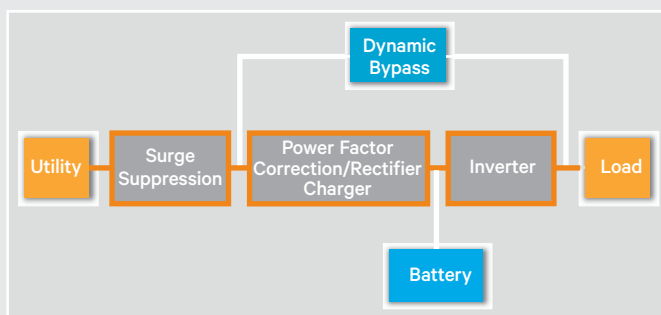 Dynamic
Bypass
Utility
Surge
Suppression
Power Factor
Correction/Rectifier
Charger
Inverter
Load
Battery